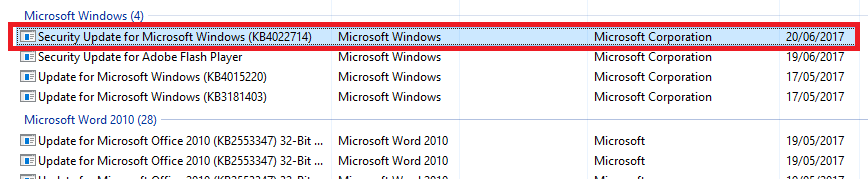 Microsoft Windows (4)
Security Update for Microsoft Windows (KB4022714) Microsoft Windows Microsoft Corporation 20/06/2017
Security Update for Adobe Flash Player Microsoft Windows Microsoft Corporation 19/06/2017
Update for Microsoft Windows (KB4015220) Microsoft Windows Microsoft Corporation 17/05/2017
Update for Microsoft Windows (KB3181403) Microsoft Windows Microsoft Corporation 17/05/2017
Microsoft Word 2010 (28)
Update for Microsoft Office 2010 (KB2553347) 32-Bit ... Microsoft Word 2010 Microsoft 19/05/2017
Update for Microsoft Office 2010 (KB2553347) 32-Bit ... Microsoft Word 2010 Microsoft 19/05/2017